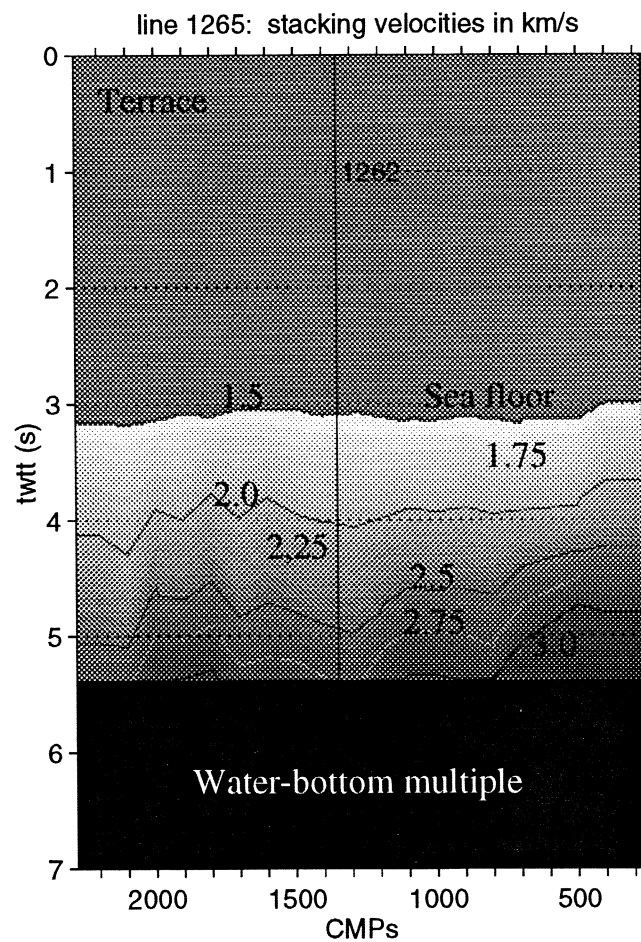 line 1265: stacking velocities in km/s
0
Terrace
1
1262
2
1.5
Sea floor
3
1.75
twtt (s)
2.0
4
2,25
2.5
2.75
5
3.0
6
Water-bottom multiple
7
2000 1500 1000 500
CMPs